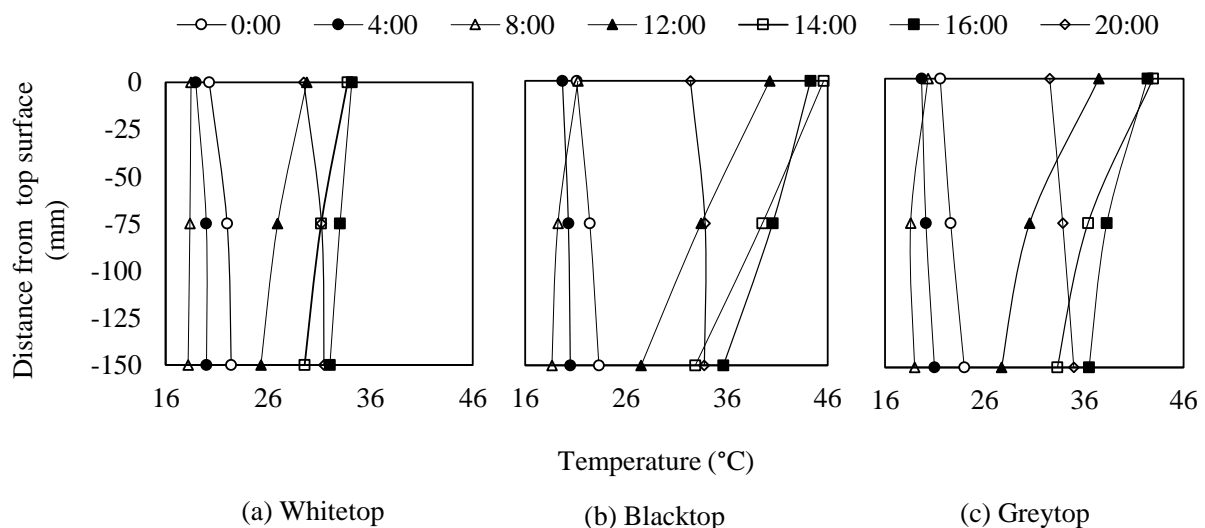 0:00 4:00 8:00 12:00 14:00 16:00 20:00
Distance from top surface
(mm)
0
-25
-50
-75
-100
-125
-150
16 26 36 46
16 26 36 46
16 26 36 46
Temperature (°C)
(a) Whitetop
(b) Blacktop
(c) Greytop